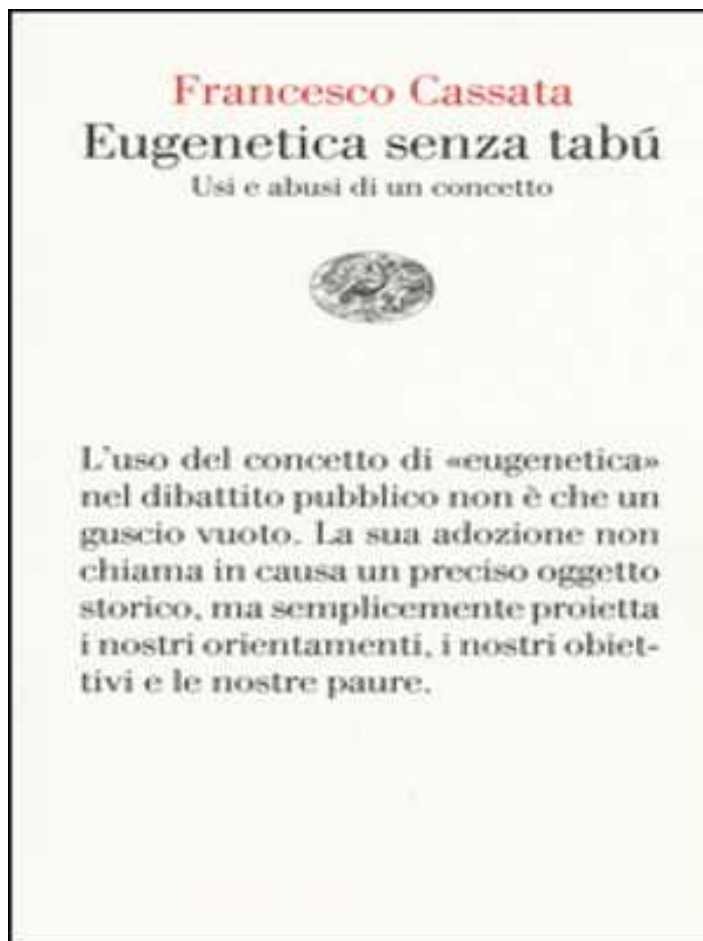 Francesco Cassata
Eugenetica senza tabú
Usi e abusi di un concetto
L'uso del concetto di «eugenetica»
nel dibattito pubblico non è che un
guscio vuoto. La sua adozione non
chiama in causa un preciso oggetto
storico, ma semplicemente proietta
i nostri orientamenti, i nostri obiet-
tivi e le nostre paure.